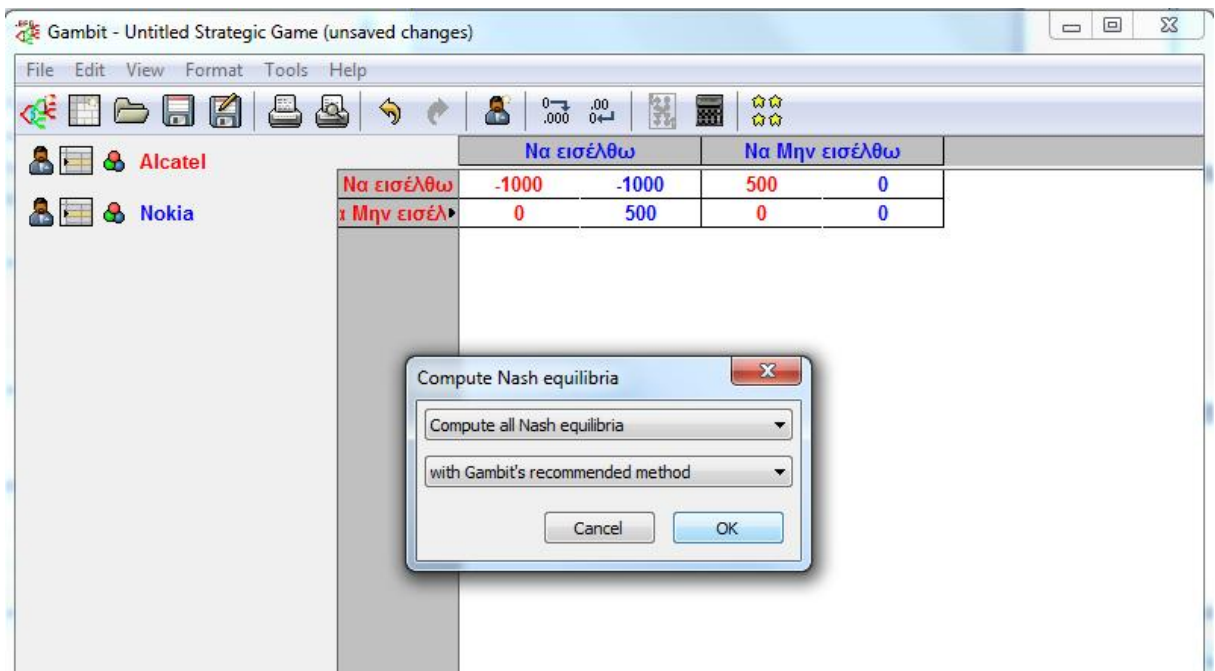 Gambit - Untitled Strategic Game (unsaved changes)
File Edit View Format Tools Help
Να εισέλθω Να Μην εισέλθω
Alcatel
Να εισέλθω -1000 -1000 500 0
Nokia
Μην εισέλ 0 500 0 0
Compute Nash equilibria
Compute all Nash equilibria
with Gambit's recommended method
Cancel OK